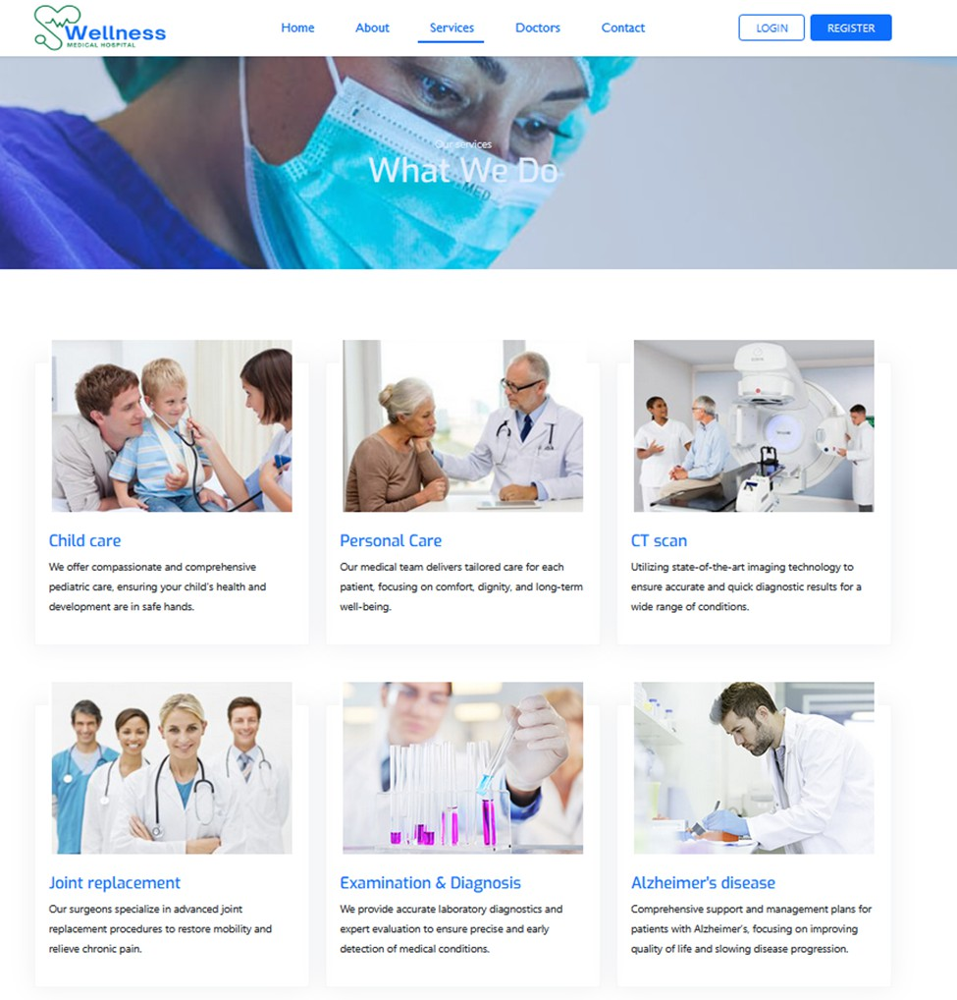 Wellness
MEDICAL HOSPITAL
Home About Services Doctors Contact LOGIN REGISTER
Our services
What We Do
MED
Child care
We offer compassionate and comprehensive
pediatric care, ensuring your child's health and
development are in safe hands.
Personal Care
Our medical team delivers tailored care for each
patient, focusing on comfort, dignity, and long-term
well-being.
CT scan
Utilizing state-of-the-art imaging technology to
ensure accurate and quick diagnostic results for a
wide range of conditions.
Joint replacement
Our surgeons specialize in advanced joint
replacement procedures to restore mobility and
relieve chronic pain.
Examination & Diagnosis
We provide accurate laboratory diagnostics and
expert evaluation to ensure precise and early
detection of medical conditions.
Alzheimer's disease
Comprehensive support and management plans for
patients with Alzheimer's, focusing on improving
quality of life and slowing disease progression.